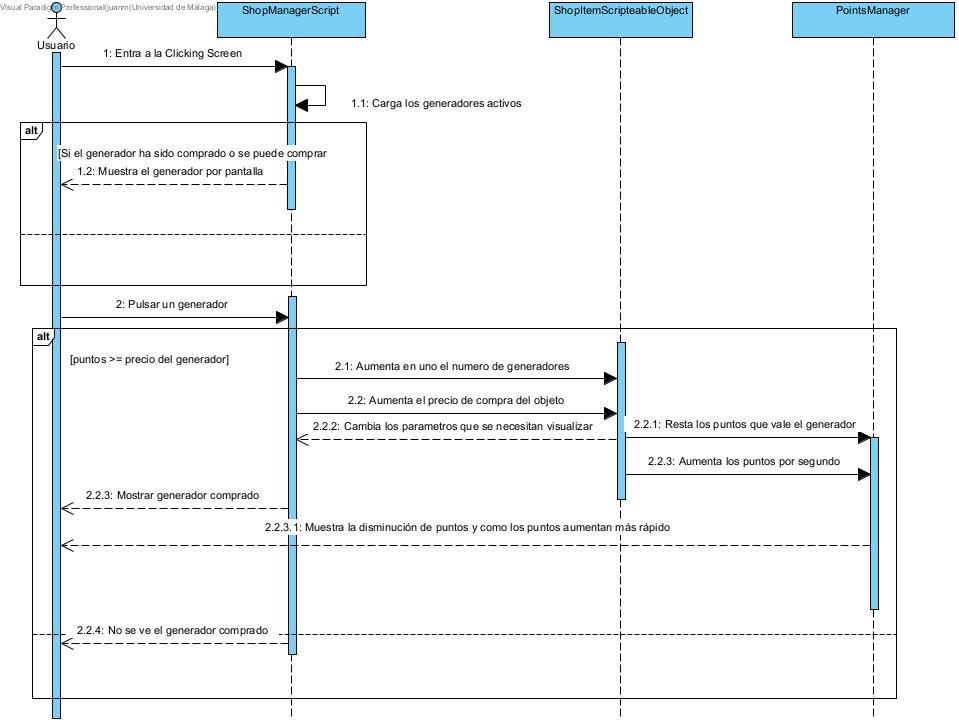 Visual Paradigm Professional(juanm(Universidad de Málaga))
ShopManagerScript
ShopItemScripteableObject
PointsManager
Usuario
1: Entra a la Clicking Screen
1.1: Carga los generadores activos
alt
[Si el generador ha sido comprado o se puede comprar
1.2: Muestra el generador por pantalla
2: Pulsar un generador
alt
[puntos >= precio del generador]
2.1: Aumenta en uno el numero de generadores
2.2: Aumenta el precio de compra del objeto
2.2.1: Resta los puntos que vale el generador
2.2.2: Cambia los parametros que se necesitan visualizar
2.2.3: Aumenta los puntos por segundo
2.2.3: Mostrar generador comprado
2.2.3.1: Muestra la disminución de puntos y como los puntos aumentan más rápido
2.2.4: No se ve el generador comprado